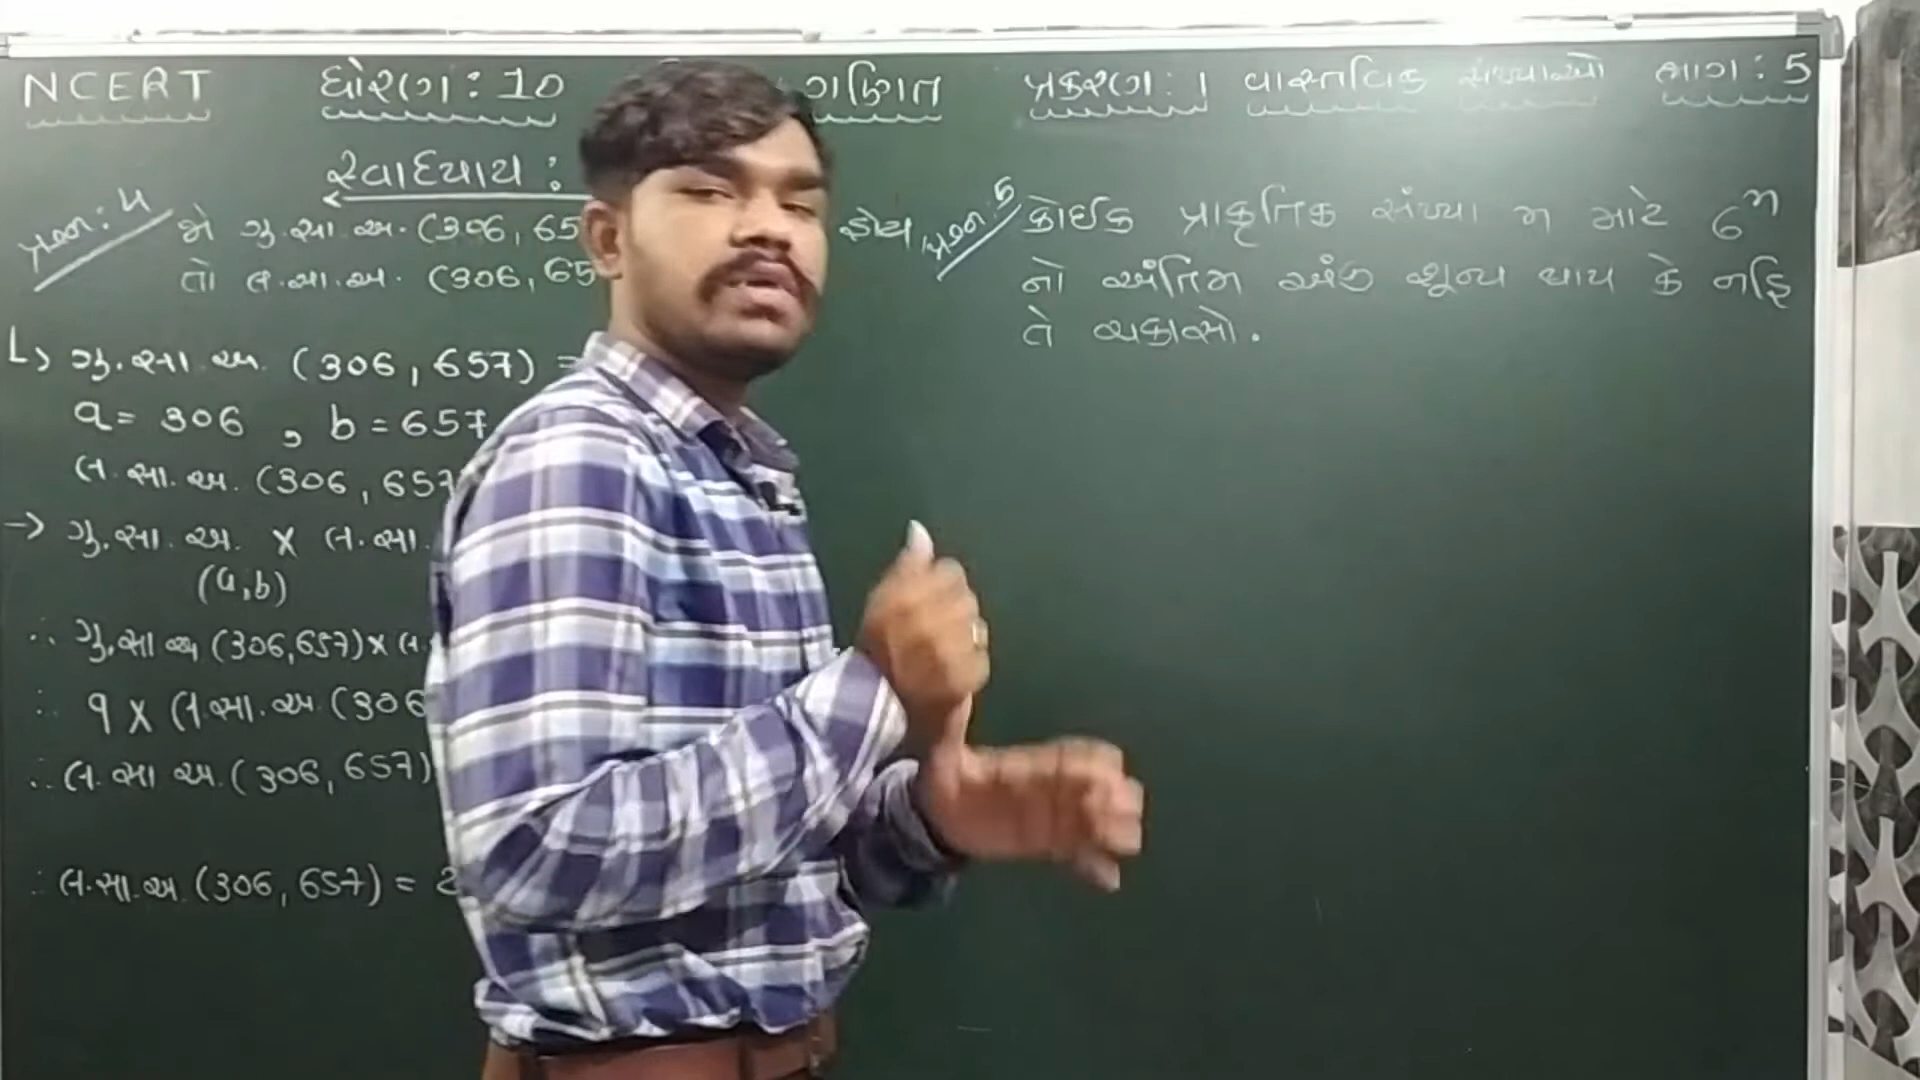 NCERT ધોરણ : 10 ગણિત પ્રકરણ : 1 વાસ્તવિક સંખ્યાઓ ભાગ : 5
સ્વાધ્યાય :
પ્રશ્ન : 4 જો ગુ.સા.અ. (306, 65
હોય
તો લ.સા.અ. (306, 65
ગુ.સા.અ. (306, 657) =
a = 306 , b = 657
લ.સા.અ. (306, 657
-> ગુ.સા.અ. X લ.સા.
(a,b)
∴ ગુ.સા.અ (306,657) x લ.
∴ 9 X લ.સા.અ (306
∴ લ.સા.અ. (306, 657)
∴ લ.સા.અ. (306, 657) = 2
પ્રશ્ન : 5 કોઈક પ્રાકૃતિક સંખ્યા n માટે 6ⁿ
નો અંતિમ અંક શૂન્ય થાય કે નહિ
તે ચકાસો.